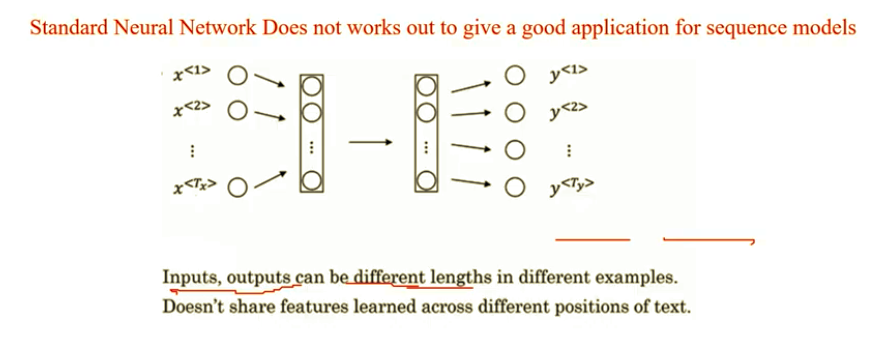 Standard Neural Network Does not works out to give a good application for sequence models
x<1> y<1>
x<2> y<2>
⋮ ⋮ ⋮ ⋮
x<Tx> y<Ty>
Inputs, outputs can be different lengths in different examples.
Doesn't share features learned across different positions of text.